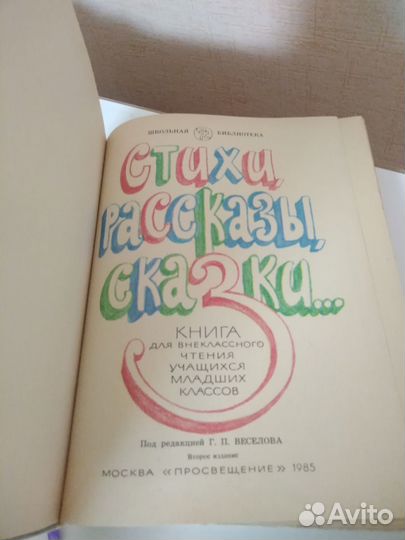 ШКОЛЬНАЯ БИБЛИОТЕКА
Стихи,
рассказы,
сказки...
КНИГА
ДЛЯ ВНЕКЛАССНОГО
ЧТЕНИЯ
УЧАЩИХСЯ
МЛАДШИХ
КЛАССОВ
Под редакцией Г. П. ВЕСЕЛОВА
Второе издание
МОСКВА «ПРОСВЕЩЕНИЕ» 1985
Avito